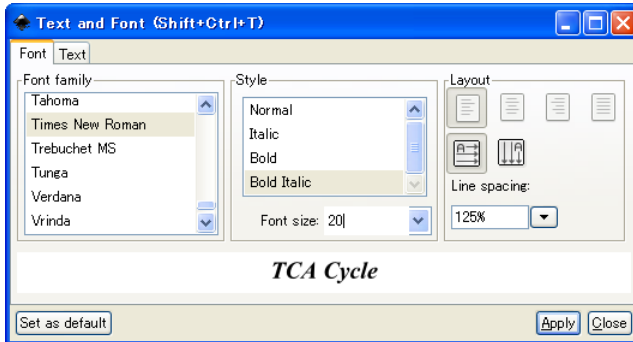 Text and Font (Shift+Ctrl+T)
Font Text
Font family
Tahoma
Times New Roman
Trebuchet MS
Tunga
Verdana
Vrinda
Style
Normal
Italic
Bold
Bold Italic
Font size: 20
Layout
Line spacing:
125%
TCA Cycle
Set as default
Apply Close